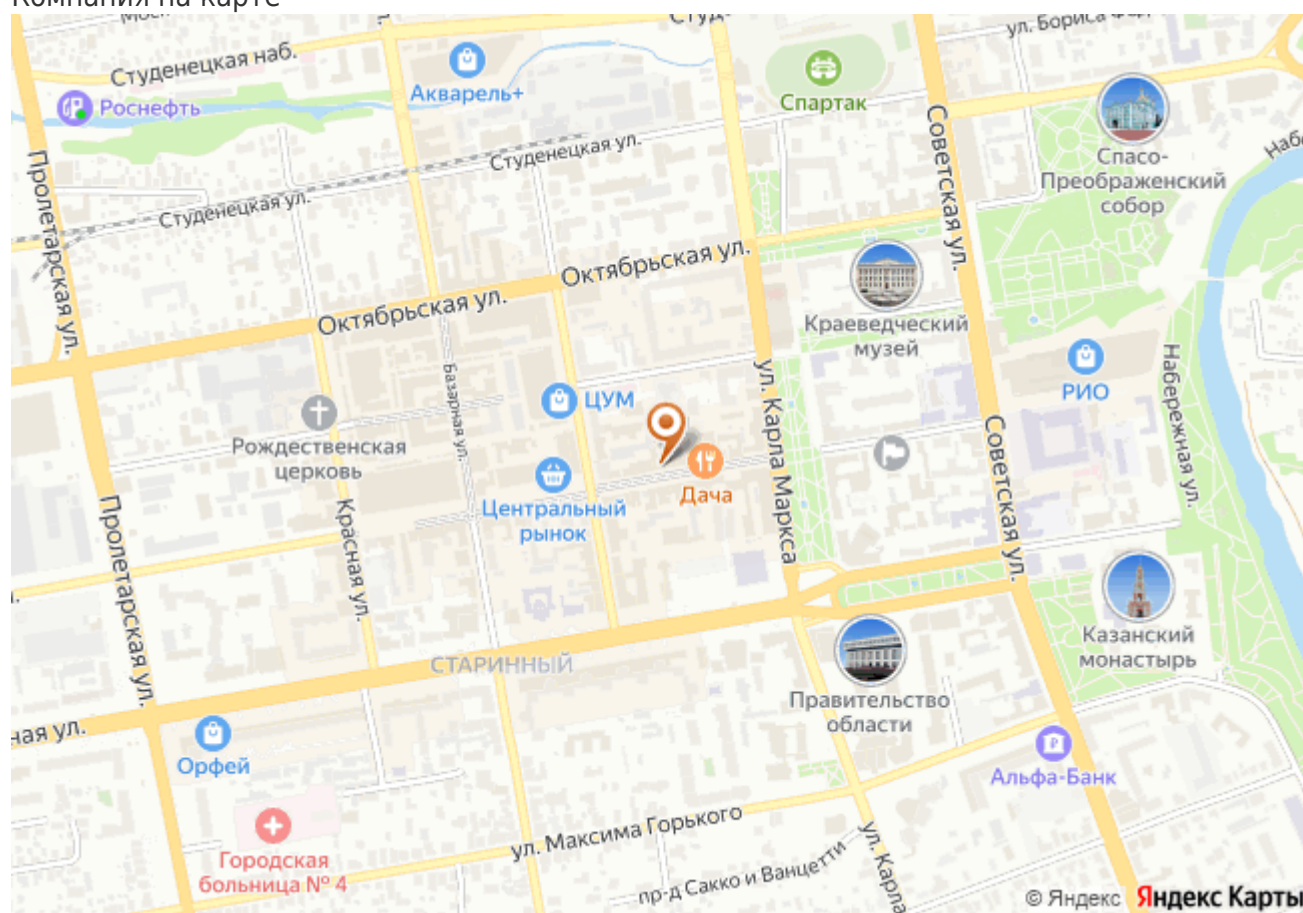 Компания на карте
Студенецкая наб.
Акварель+
Роснефть
Спартак
ул. Бориса
Советская ул.
Спасо-
Преображенский
собор
Студенецкая ул.
Студенецкая ул.
Пролетарская ул.
Октябрьская ул.
Октябрьская ул.
Краеведческий
музей
ул. Карла Маркса
РИО
Набережная ул.
Базарная ул.
ЦУМ
Рождественская
церковь
Дача
Центральный
рынок
Советская ул.
Красная ул.
Пролетарская ул.
Казанский
монастырь
СТАРИННЫЙ
Правительство
области
ная ул.
Орфей
Альфа-Банк
ул. Максима Горького
Городская
больница № 4
пр-д Сакко и Ванцетти
ул. Карла
© Яндекс Яндекс Карты